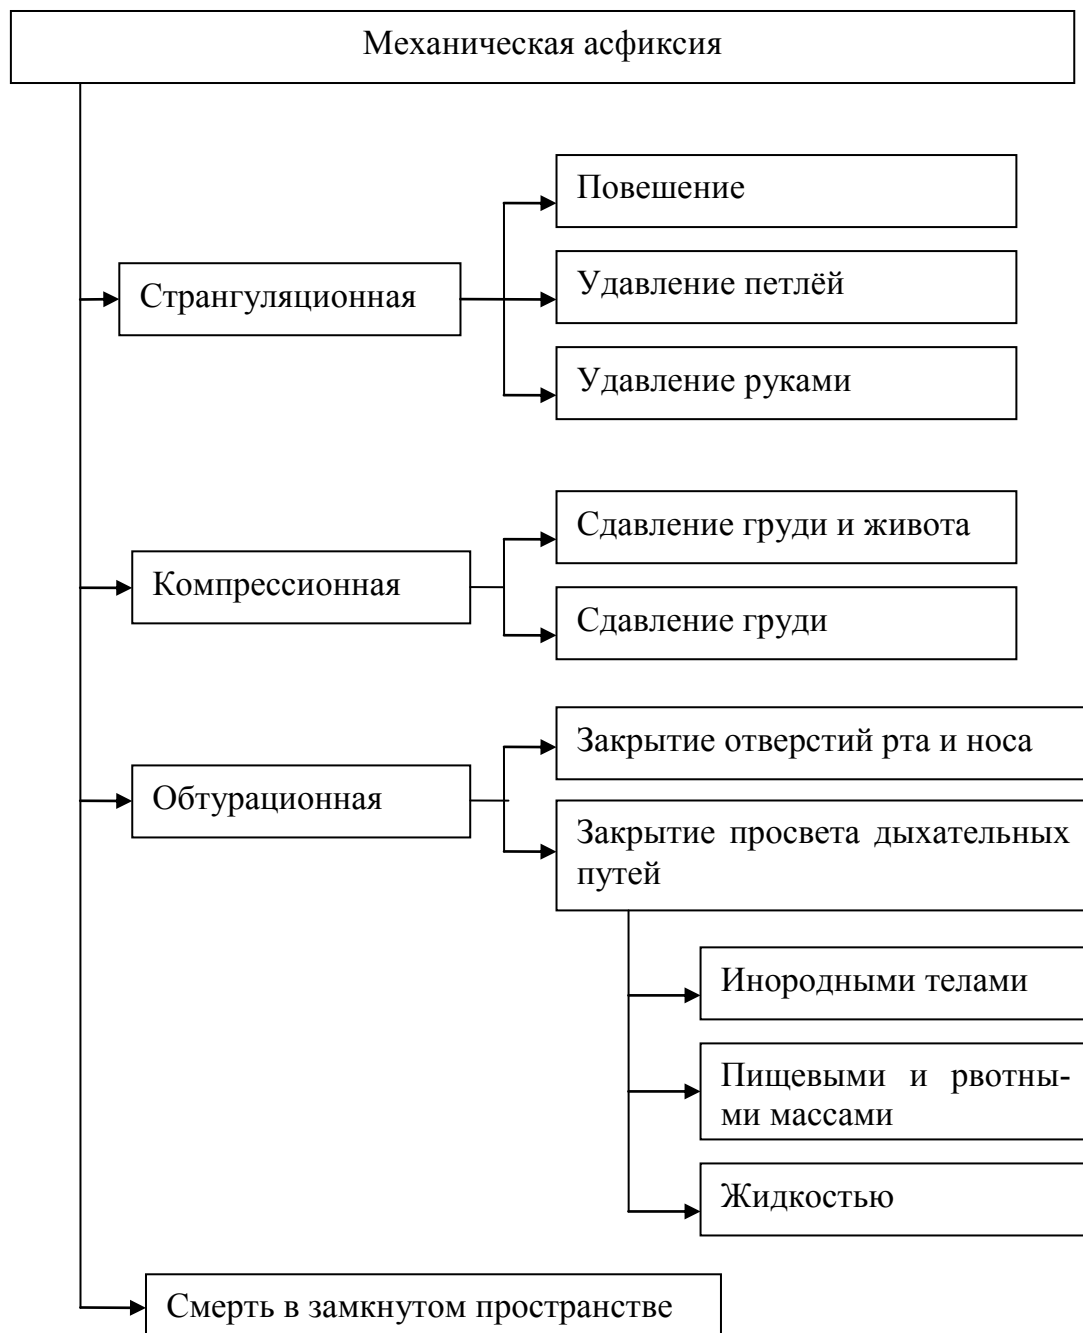 Механическая асфиксия
Повешение
Удавление петлёй
Странгуляционная
Удавление руками
Сдавление груди и живота
Компрессионная
Сдавление груди
Закрытие отверстий рта и носа
Обтурационная
Закрытие просвета дыхательных
путей
Инородными телами
Пищевыми и рвотны-
ми массами
Жидкостью
Смерть в замкнутом пространстве